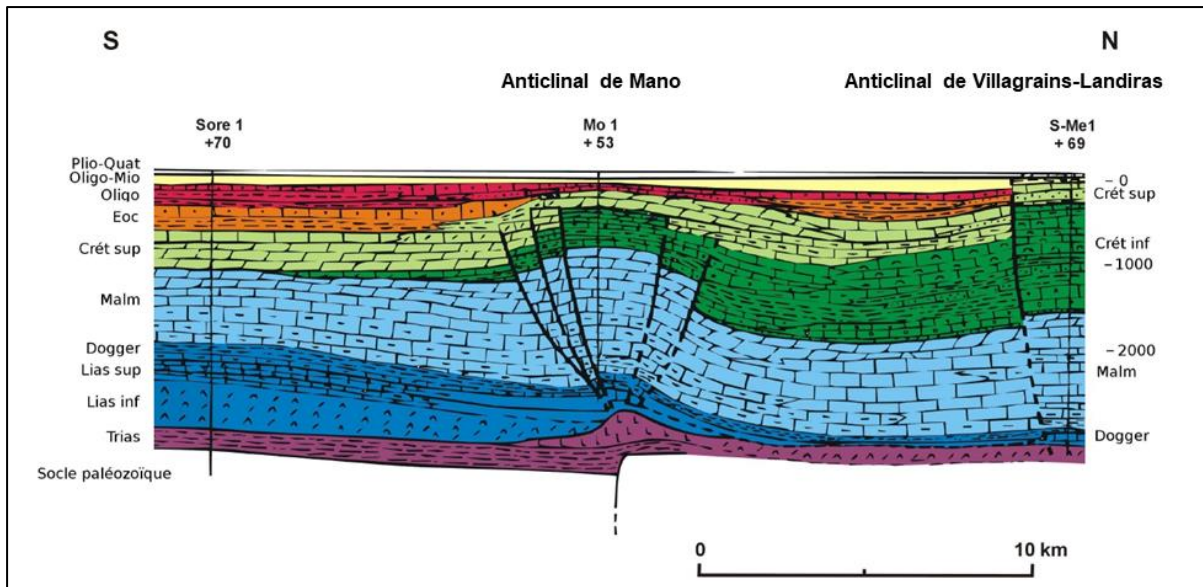 S
N
Anticlinal de Mano
Anticlinal de Villagrains-Landiras
Sore 1
+70
Mo 1
+ 53
S-Me1
+ 69
Plio-Quat
Oligo-Mio
Oligo
Eoc
Crét sup
Malm
Dogger
Lias sup
Lias inf
Trias
Socle paléozoïque
– 0
Crét sup
Crét inf
– 1000
– 2000
Malm
Dogger
0
10 km